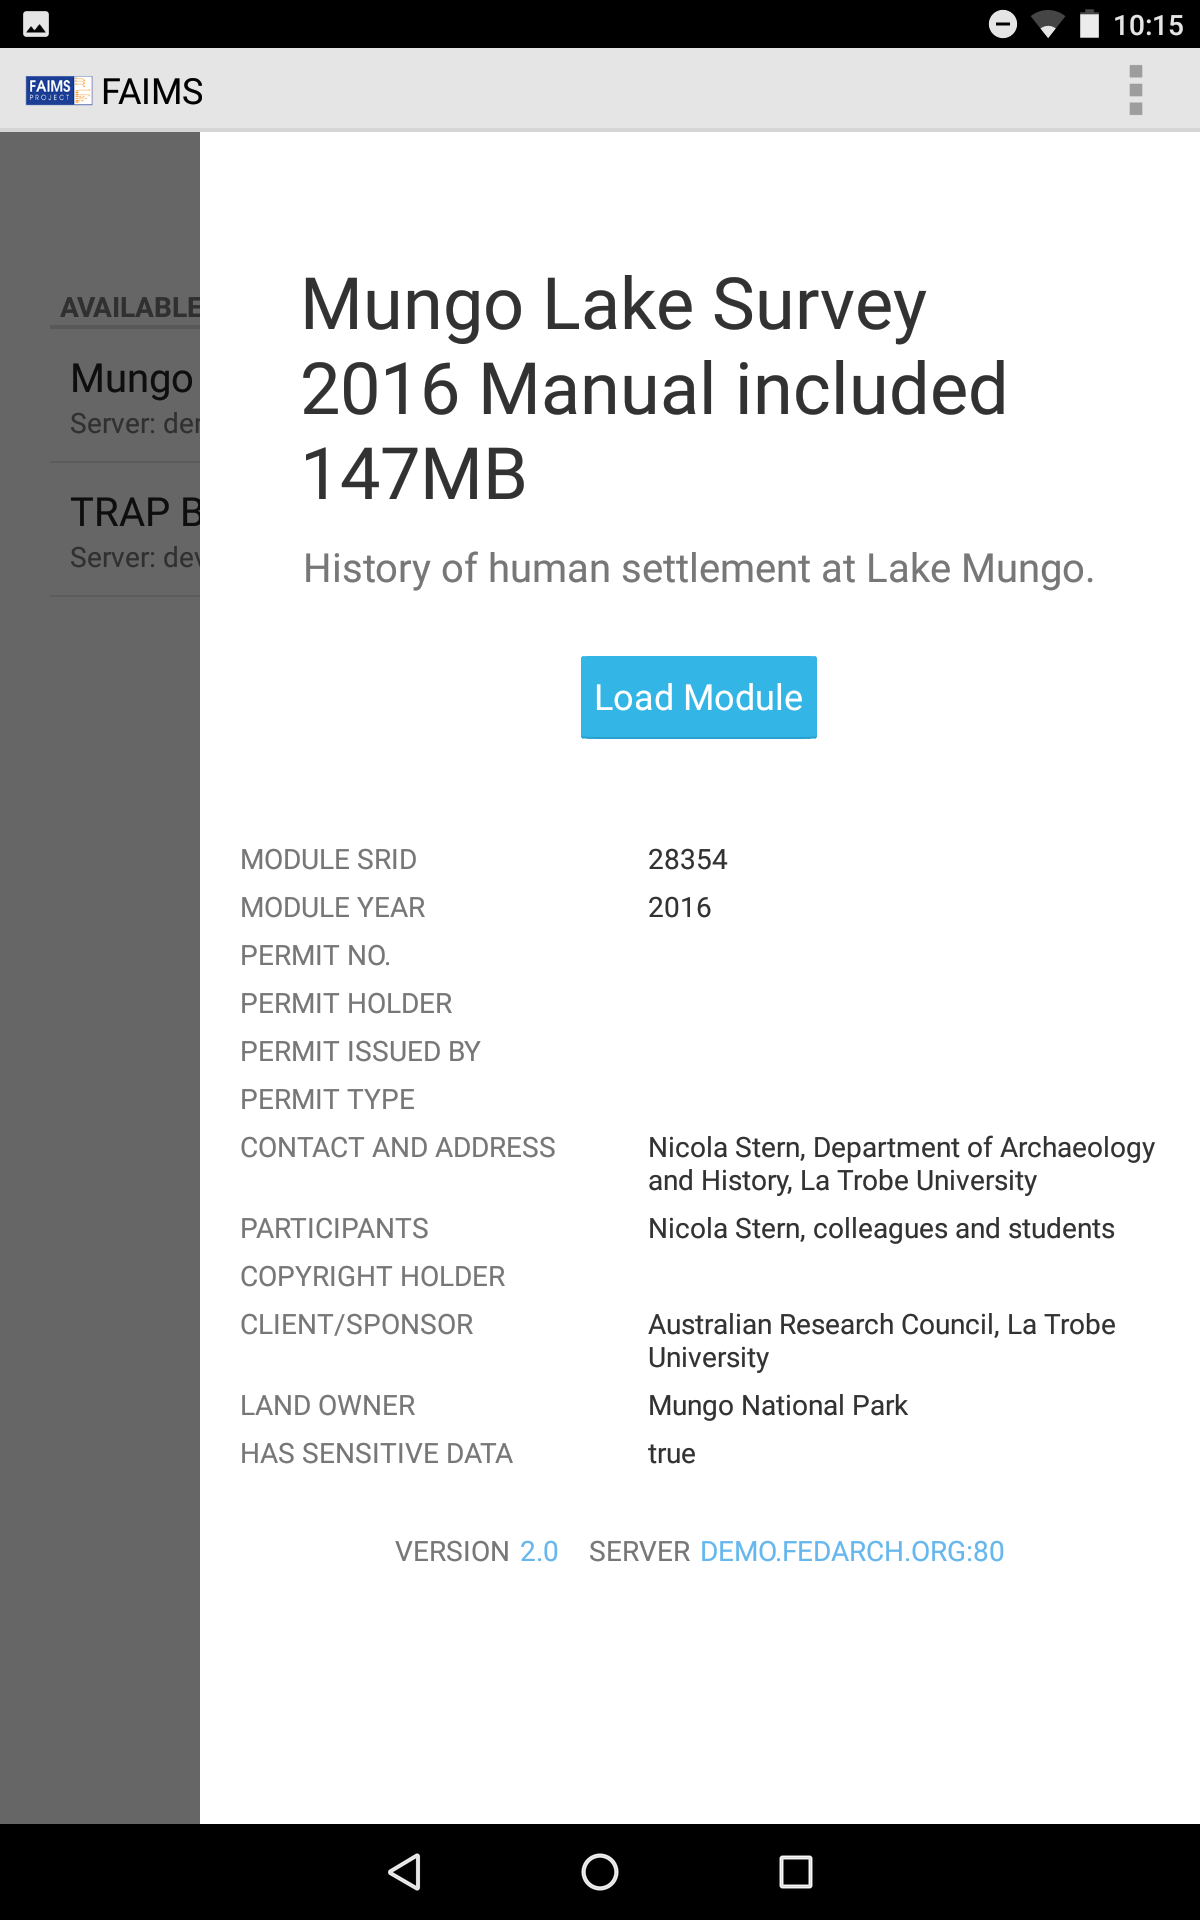 10:15
FAIMS PROJECT FAIMS
AVAILABLE
Mungo
Server: der
TRAP B
Server: dev
Mungo Lake Survey
2016 Manual included
147MB
History of human settlement at Lake Mungo.
Load Module
MODULE SRID 28354
MODULE YEAR 2016
PERMIT NO.
PERMIT HOLDER
PERMIT ISSUED BY
PERMIT TYPE
CONTACT AND ADDRESS Nicola Stern, Department of Archaeology
and History, La Trobe University
PARTICIPANTS Nicola Stern, colleagues and students
COPYRIGHT HOLDER
CLIENT/SPONSOR Australian Research Council, La Trobe
University
LAND OWNER Mungo National Park
HAS SENSITIVE DATA true
VERSION 2.0 SERVER DEMO.FEDARCH.ORG:80